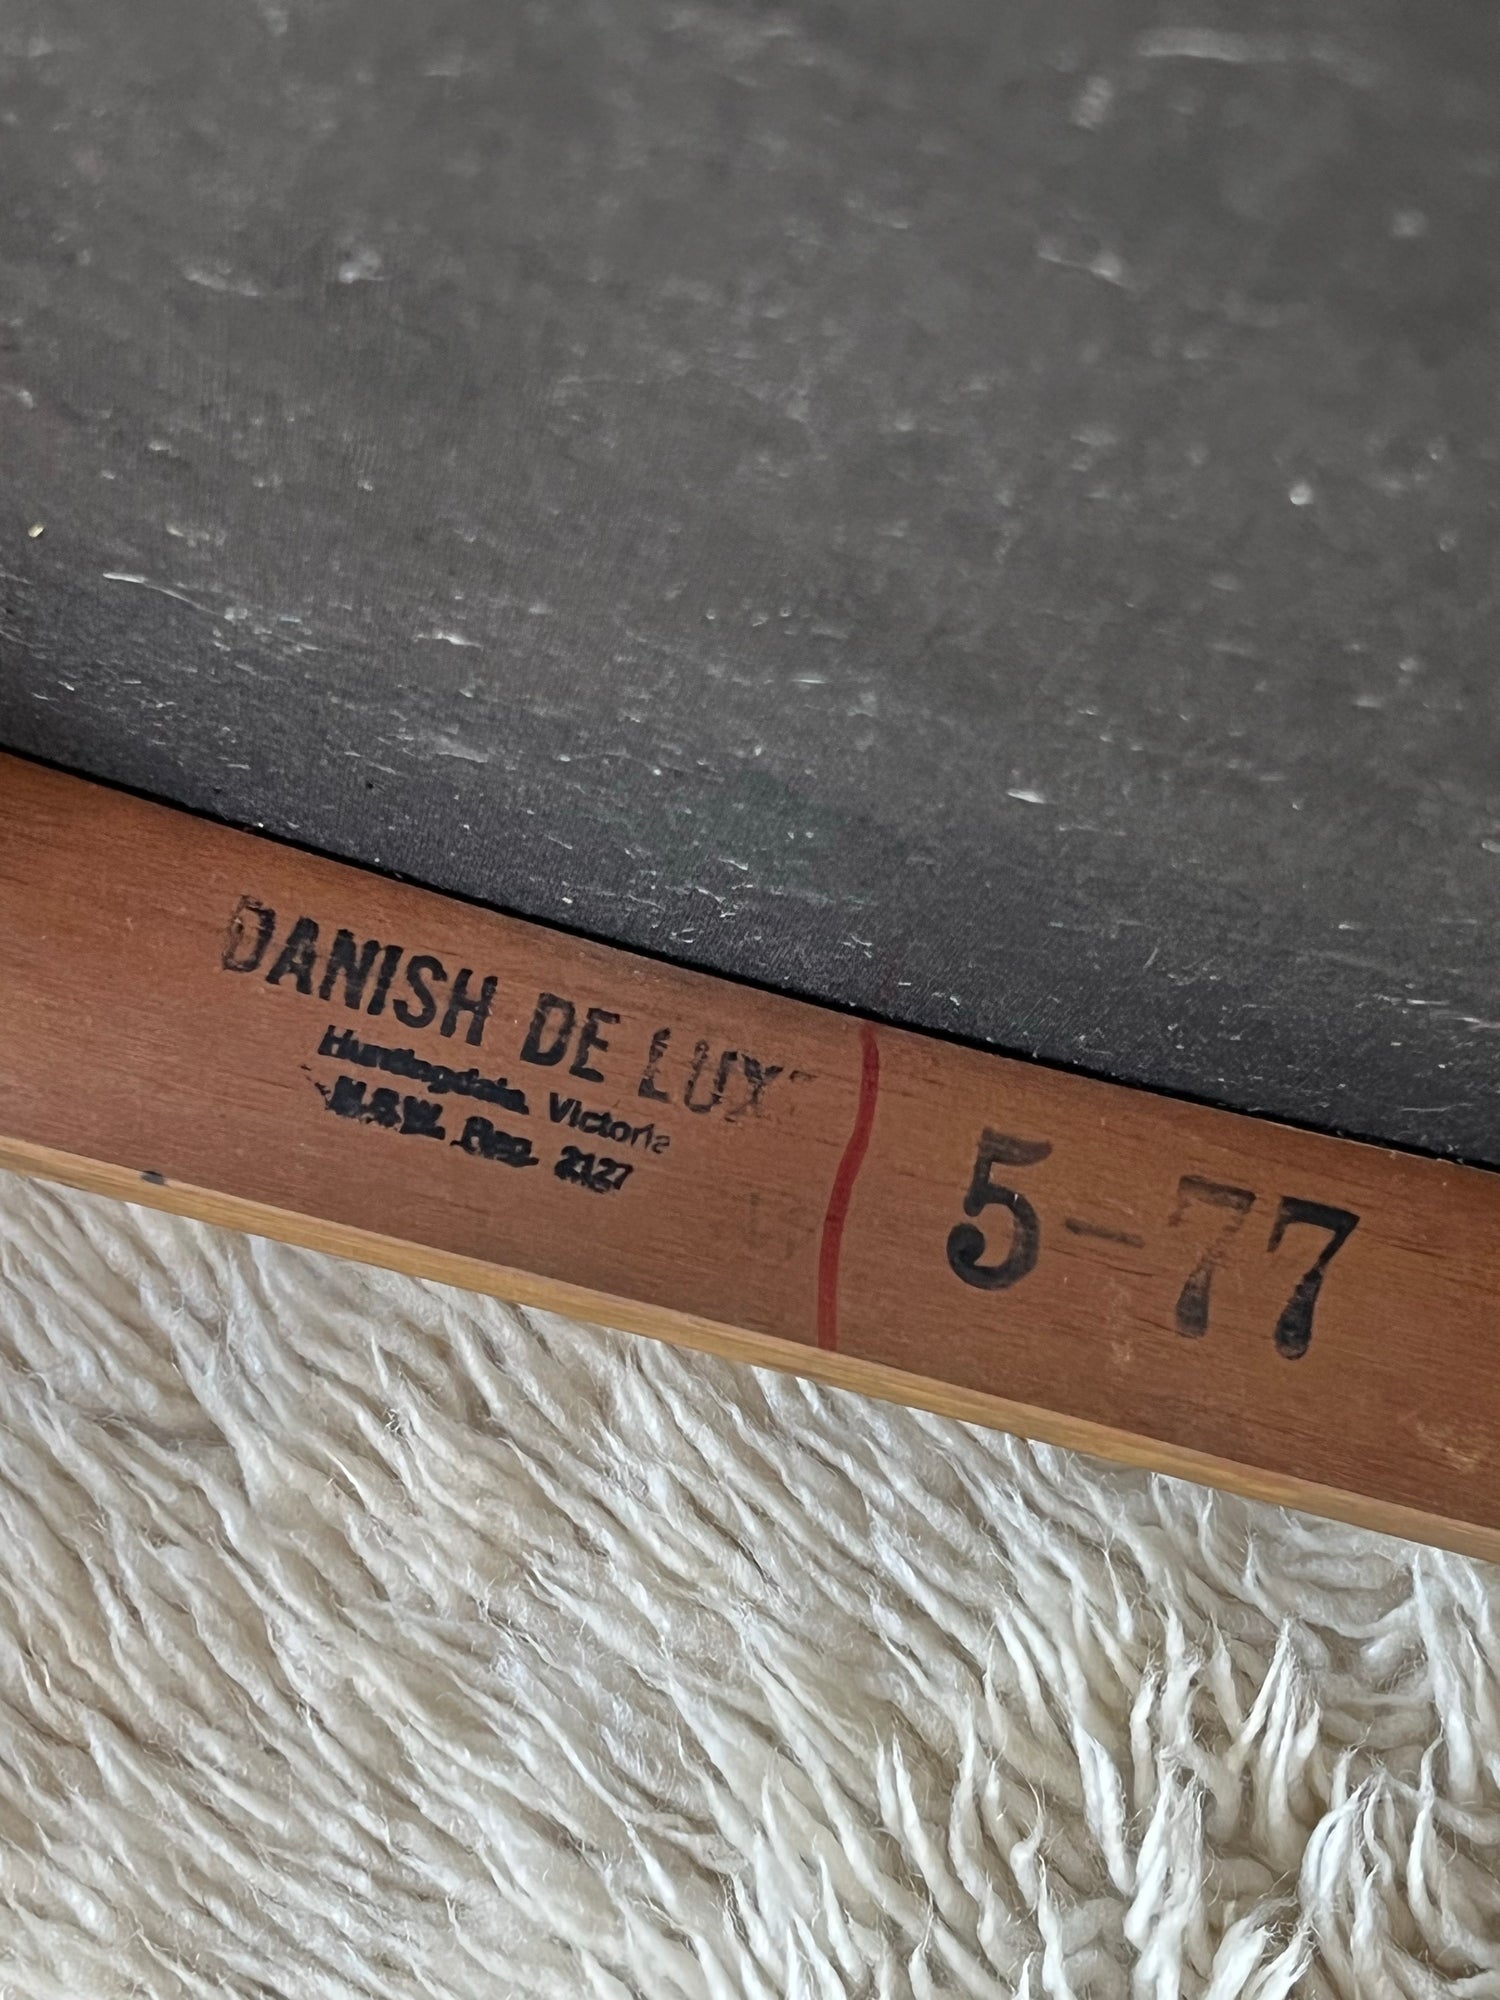 DANISH DE LUX
Huntingdale, Victoria
N.S.W. Reg. 2127
5-77